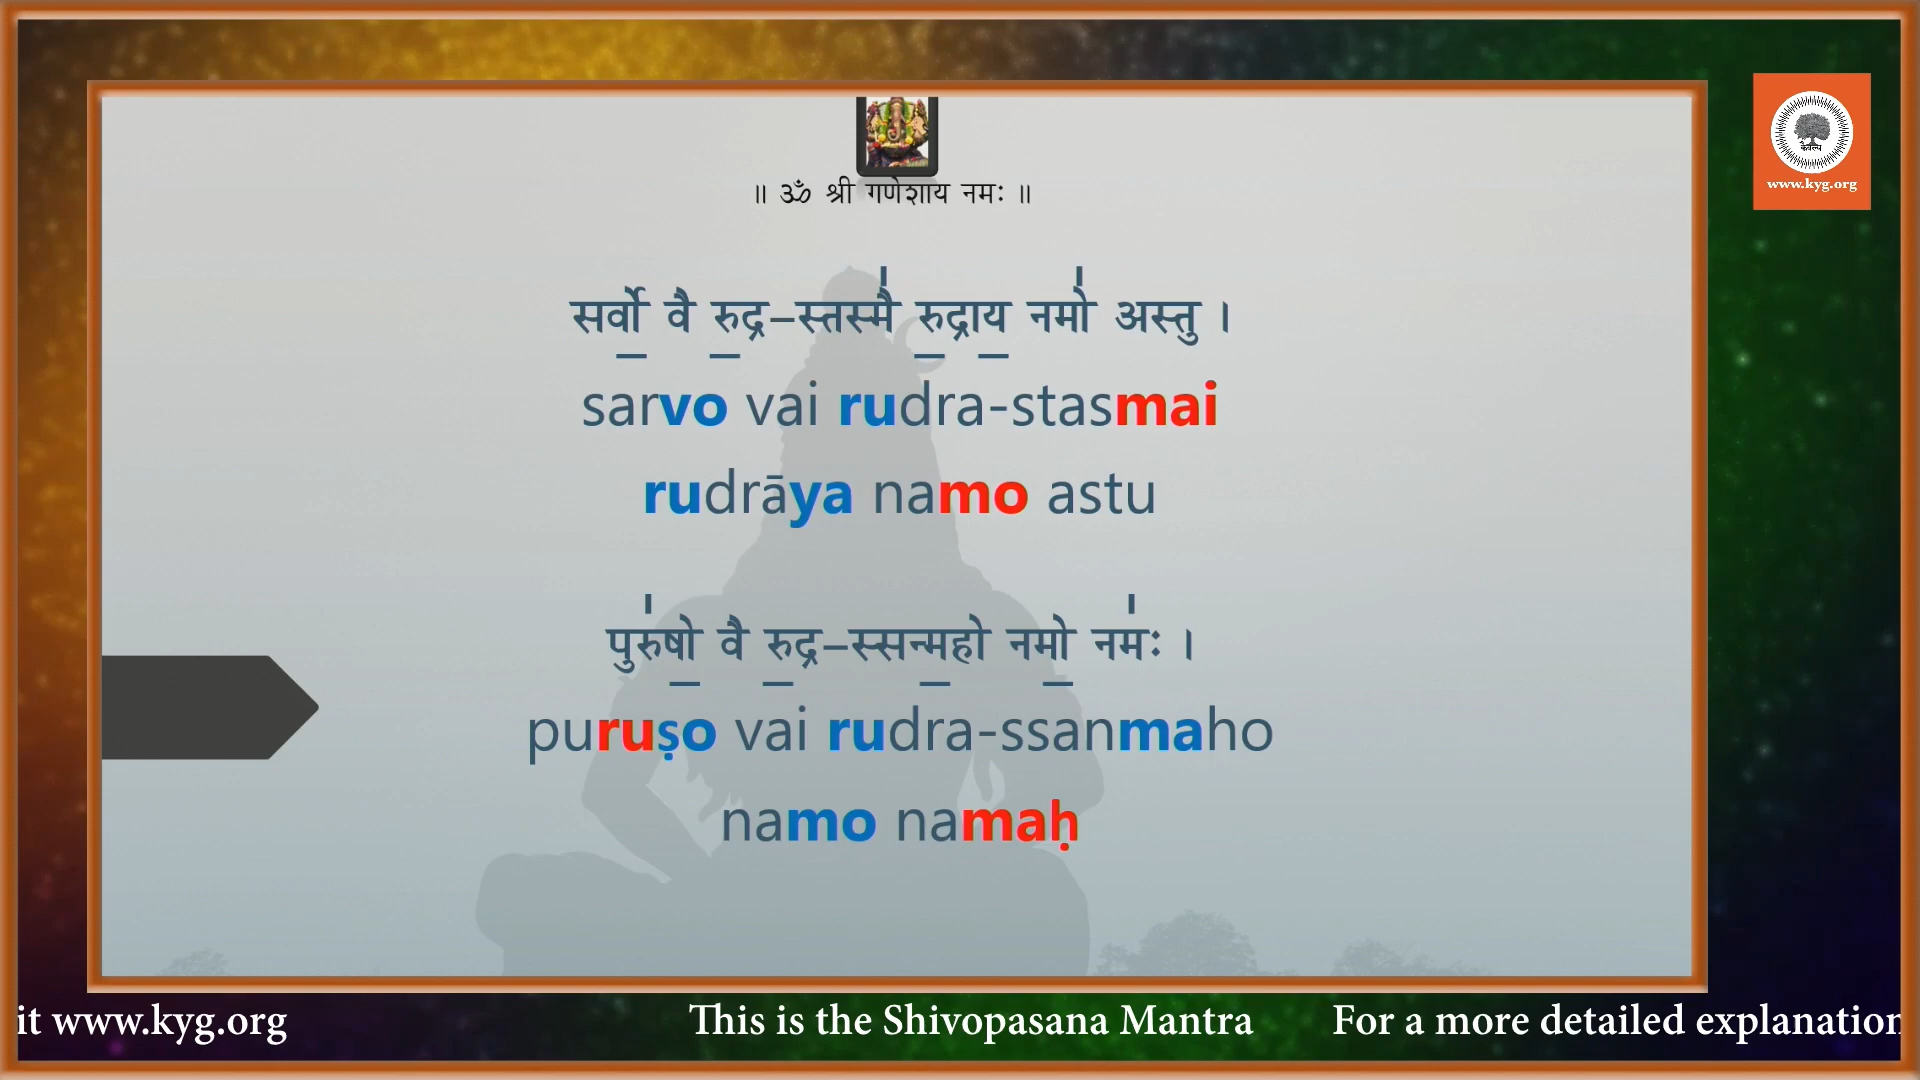 ॥ ॐ श्री गणेशाय नमः ॥
सर्वो॒ वै रु॒द्र–स्तस्मै॑ रु॒द्राय॒ नमो॑ अस्तु ।
sarvo vai rudra-stasmai
rudrāya namo astu
पुरु॑षो॒ वै रु॒द्र–स्सन्म॒हो नमो॒ नमः॑ ।
puruṣo vai rudra-ssanmaho
namo namaḥ
कैवल्य
www.kyg.org
it www.kyg.org This is the Shivopasana Mantra For a more detailed explanation